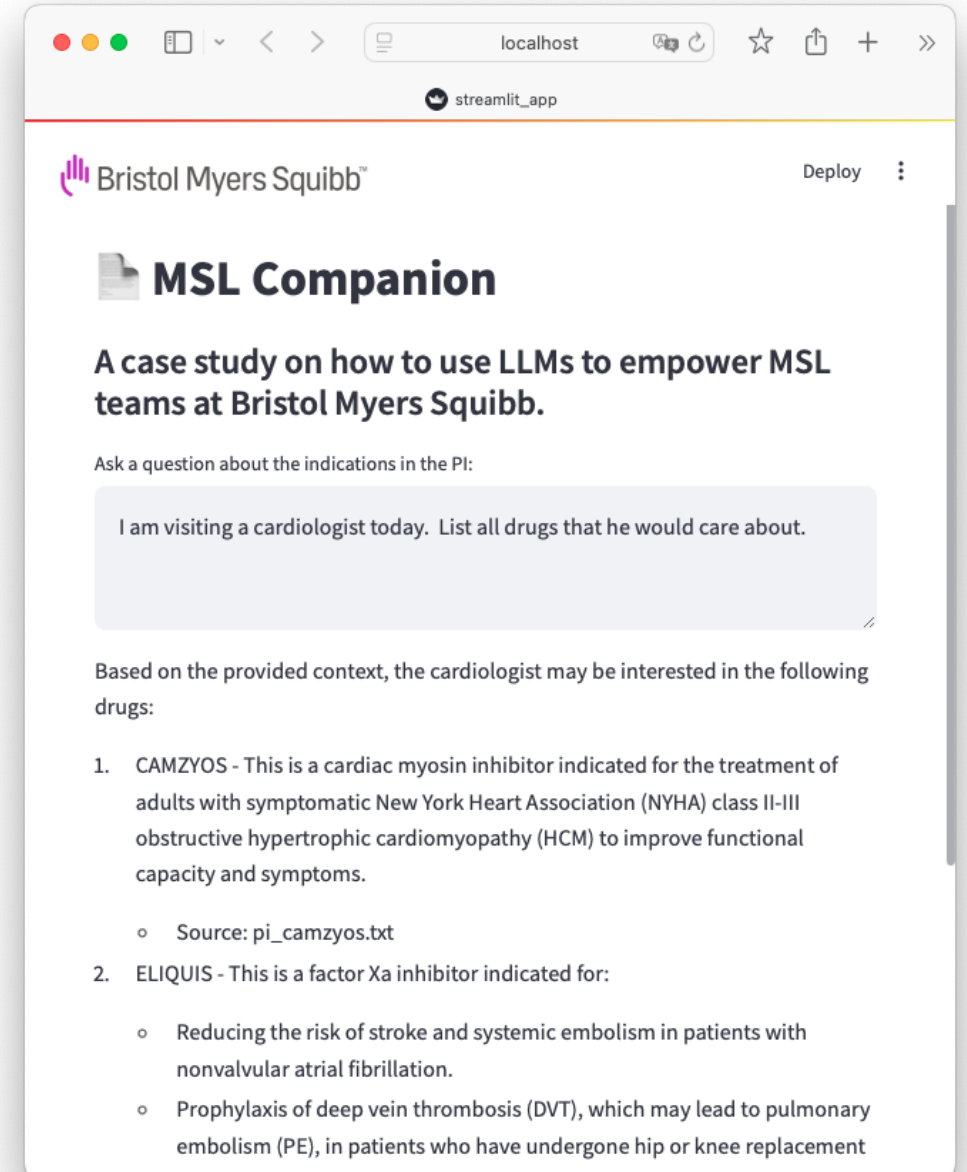 localhost
streamlit_app
Bristol Myers Squibb™
Deploy
MSL Companion
A case study on how to use LLMs to empower MSL
teams at Bristol Myers Squibb.
Ask a question about the indications in the PI:
I am visiting a cardiologist today.  List all drugs that he would care about.
Based on the provided context, the cardiologist may be interested in the following
drugs:
1. CAMZYOS - This is a cardiac myosin inhibitor indicated for the treatment of
adults with symptomatic New York Heart Association (NYHA) class II-III
obstructive hypertrophic cardiomyopathy (HCM) to improve functional
capacity and symptoms.
Source: pi_camzyos.txt
2. ELIQUIS - This is a factor Xa inhibitor indicated for:
Reducing the risk of stroke and systemic embolism in patients with
nonvalvular atrial fibrillation.
Prophylaxis of deep vein thrombosis (DVT), which may lead to pulmonary
embolism (PE), in patients who have undergone hip or knee replacement